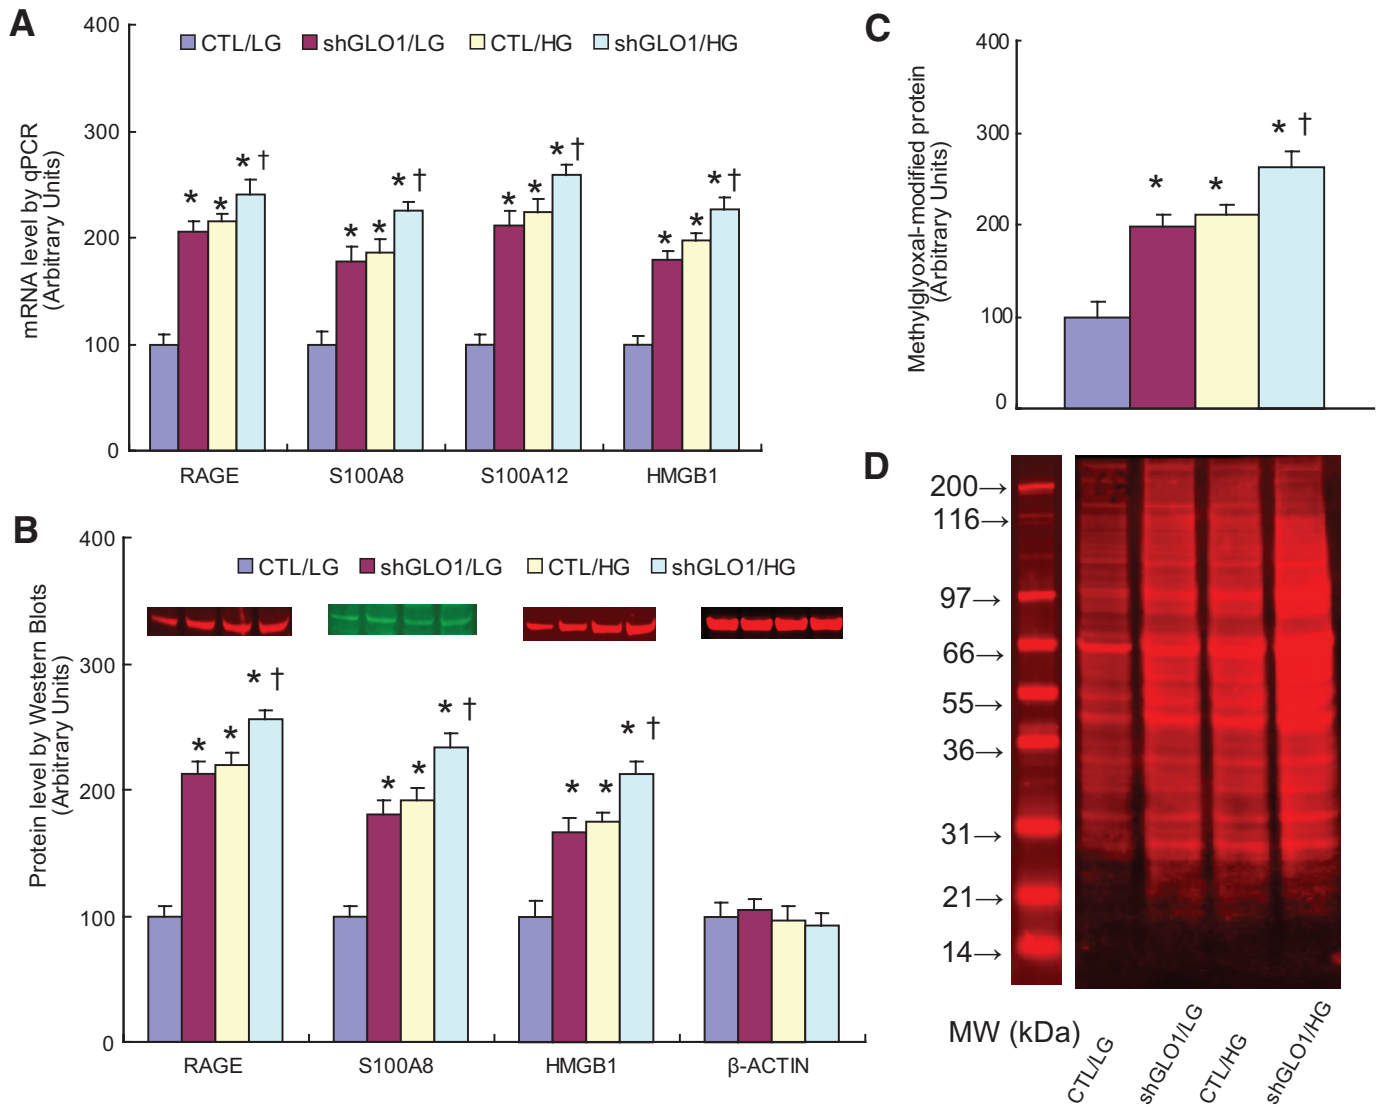 A
400
300
200
100
0
mRNA level by qPCR
(Arbitrary Units)
CTL/LG shGLO1/LG CTL/HG shGLO1/HG
* * * †
* * * †
* * * †
* * * †
RAGE S100A8 S100A12 HMGB1
B
400
300
200
100
0
Protein level by Western Blots
(Arbitrary Units)
CTL/LG shGLO1/LG CTL/HG shGLO1/HG
* * * †
* * * †
* * * †
RAGE S100A8 HMGB1 β-ACTIN
C
400
300
200
100
0
Methylglyoxal-modified protein
(Arbitrary Units)
* * * †
D
200→
116→
97→
66→
55→
36→
31→
21→
14→
MW (kDa)
CTL/LG
shGLO1/LG
CTL/HG
shGLO1/HG